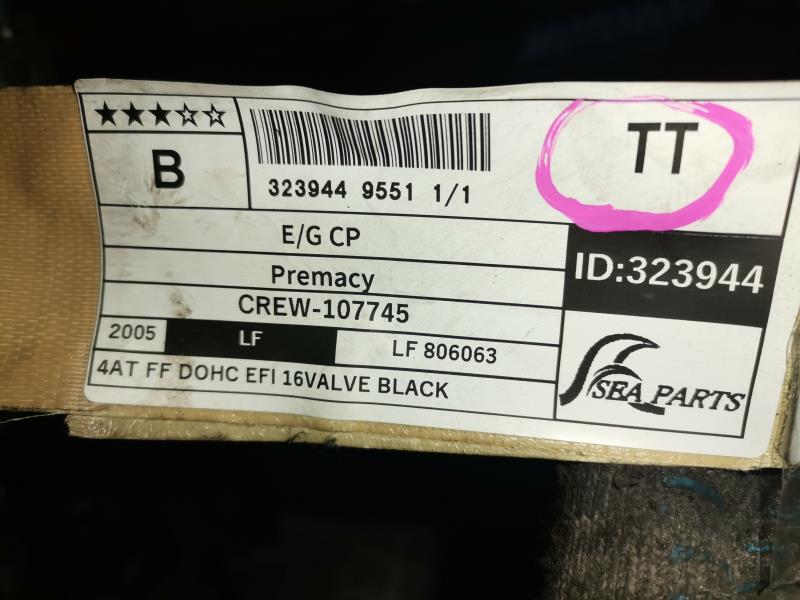 ★★★☆☆
B
323944 9551 1/1
TT
E/G CP
Premacy
CREW-107745
ID:323944
2005 LF LF 806063
4AT FF DOHC EFI 16VALVE BLACK
SEA PARTS